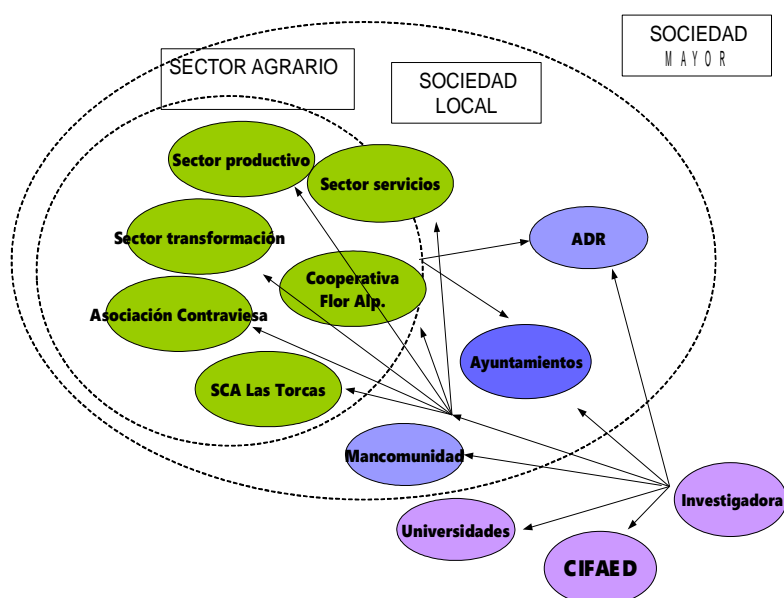 SOCIEDAD
MAYOR
SECTOR AGRARIO
SOCIEDAD
LOCAL
Sector productivo
Sector servicios
Sector transformación
ADR
Cooperativa
Flor Alp.
Asociación Contraviesa
Ayuntamientos
SCA Las Torcas
Mancomunidad
Investigadora
Universidades
CIFAED